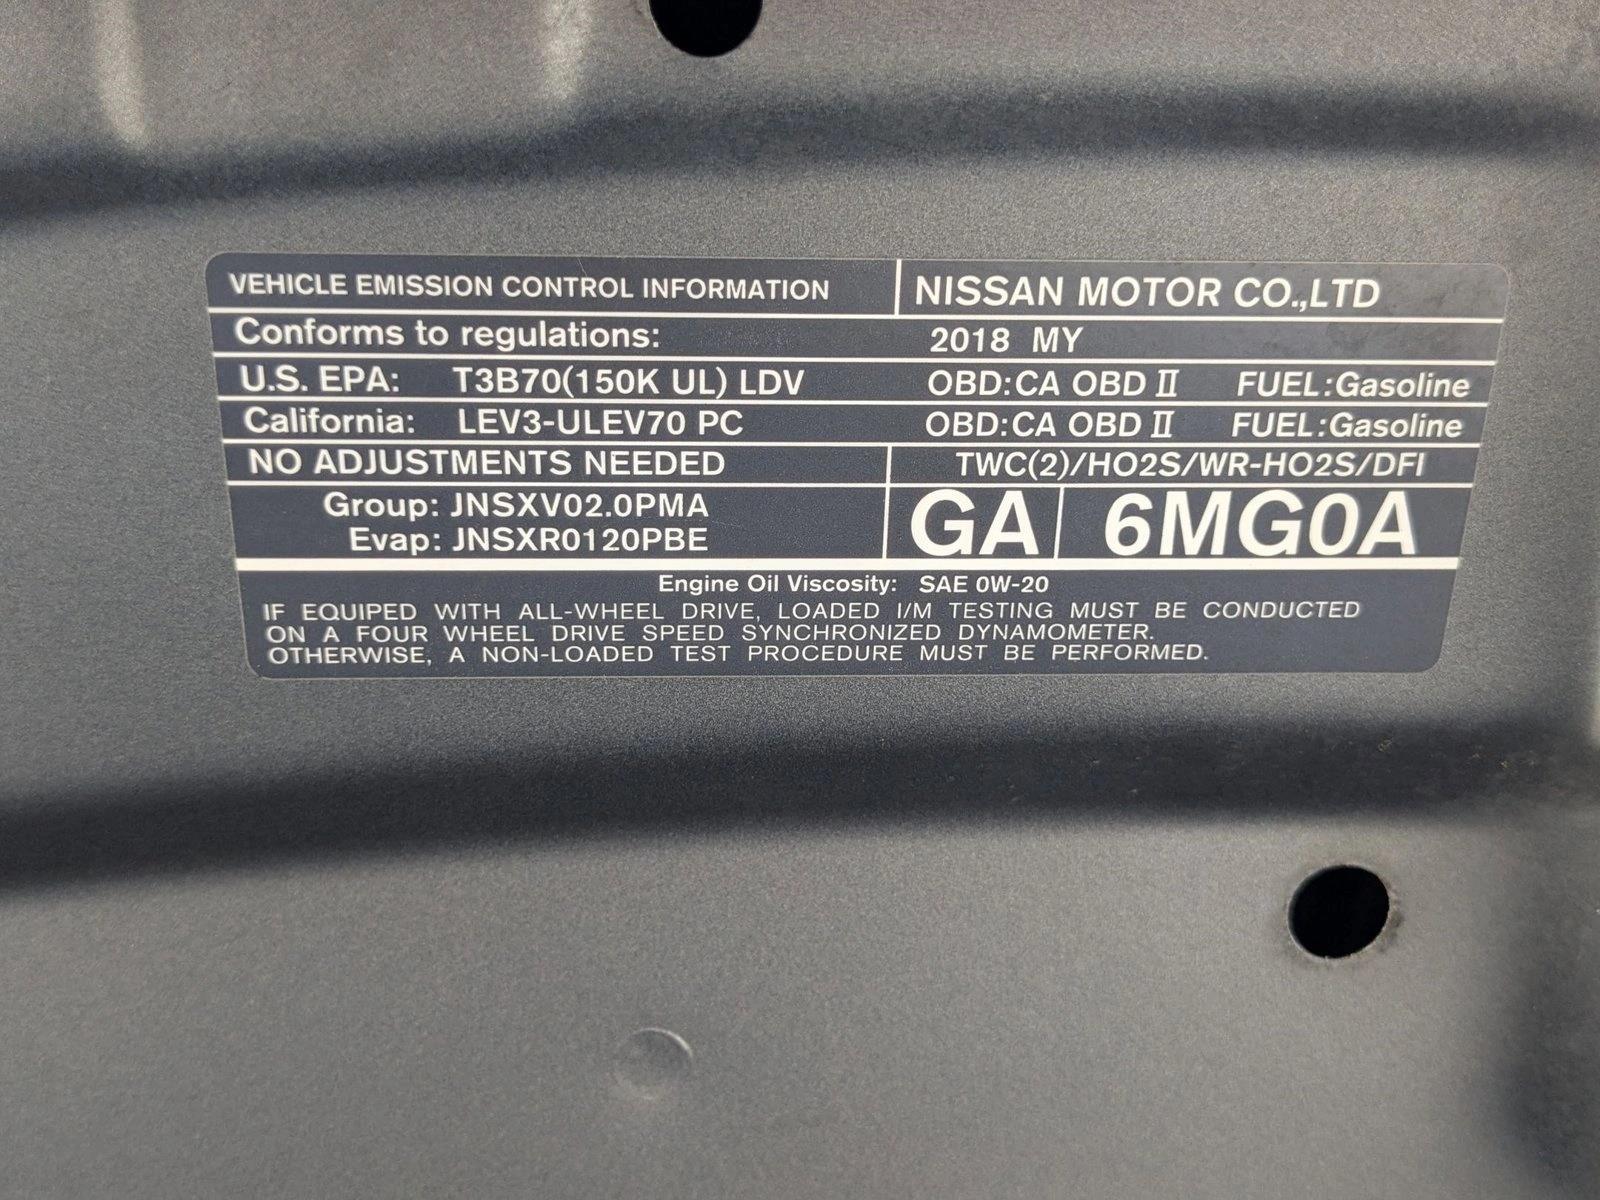 VEHICLE EMISSION CONTROL INFORMATION NISSAN MOTOR CO.,LTD
Conforms to regulations: 2018 MY
U.S. EPA: T3B70(150K UL) LDV OBD:CA OBD II FUEL:Gasoline
California: LEV3-ULEV70 PC OBD:CA OBD II FUEL:Gasoline
NO ADJUSTMENTS NEEDED TWC(2)/HO2S/WR-HO2S/DFI
Group: JNSXV02.0PMA
Evap: JNSXR0120PBE
GA 6MG0A
Engine Oil Viscosity: SAE 0W-20
IF EQUIPED WITH ALL-WHEEL DRIVE, LOADED I/M TESTING MUST BE CONDUCTED
ON A FOUR WHEEL DRIVE SPEED SYNCHRONIZED DYNAMOMETER.
OTHERWISE, A NON-LOADED TEST PROCEDURE MUST BE PERFORMED.